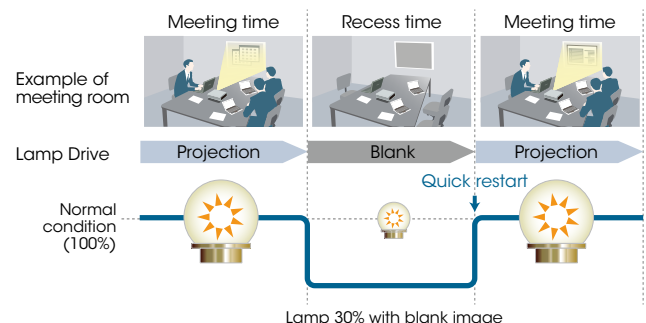 Meeting time
Recess time
Meeting time
Example of
meeting room
Lamp Drive
Projection
Blank
Projection
Quick restart
Normal
condition
(100%)
Lamp 30% with blank image